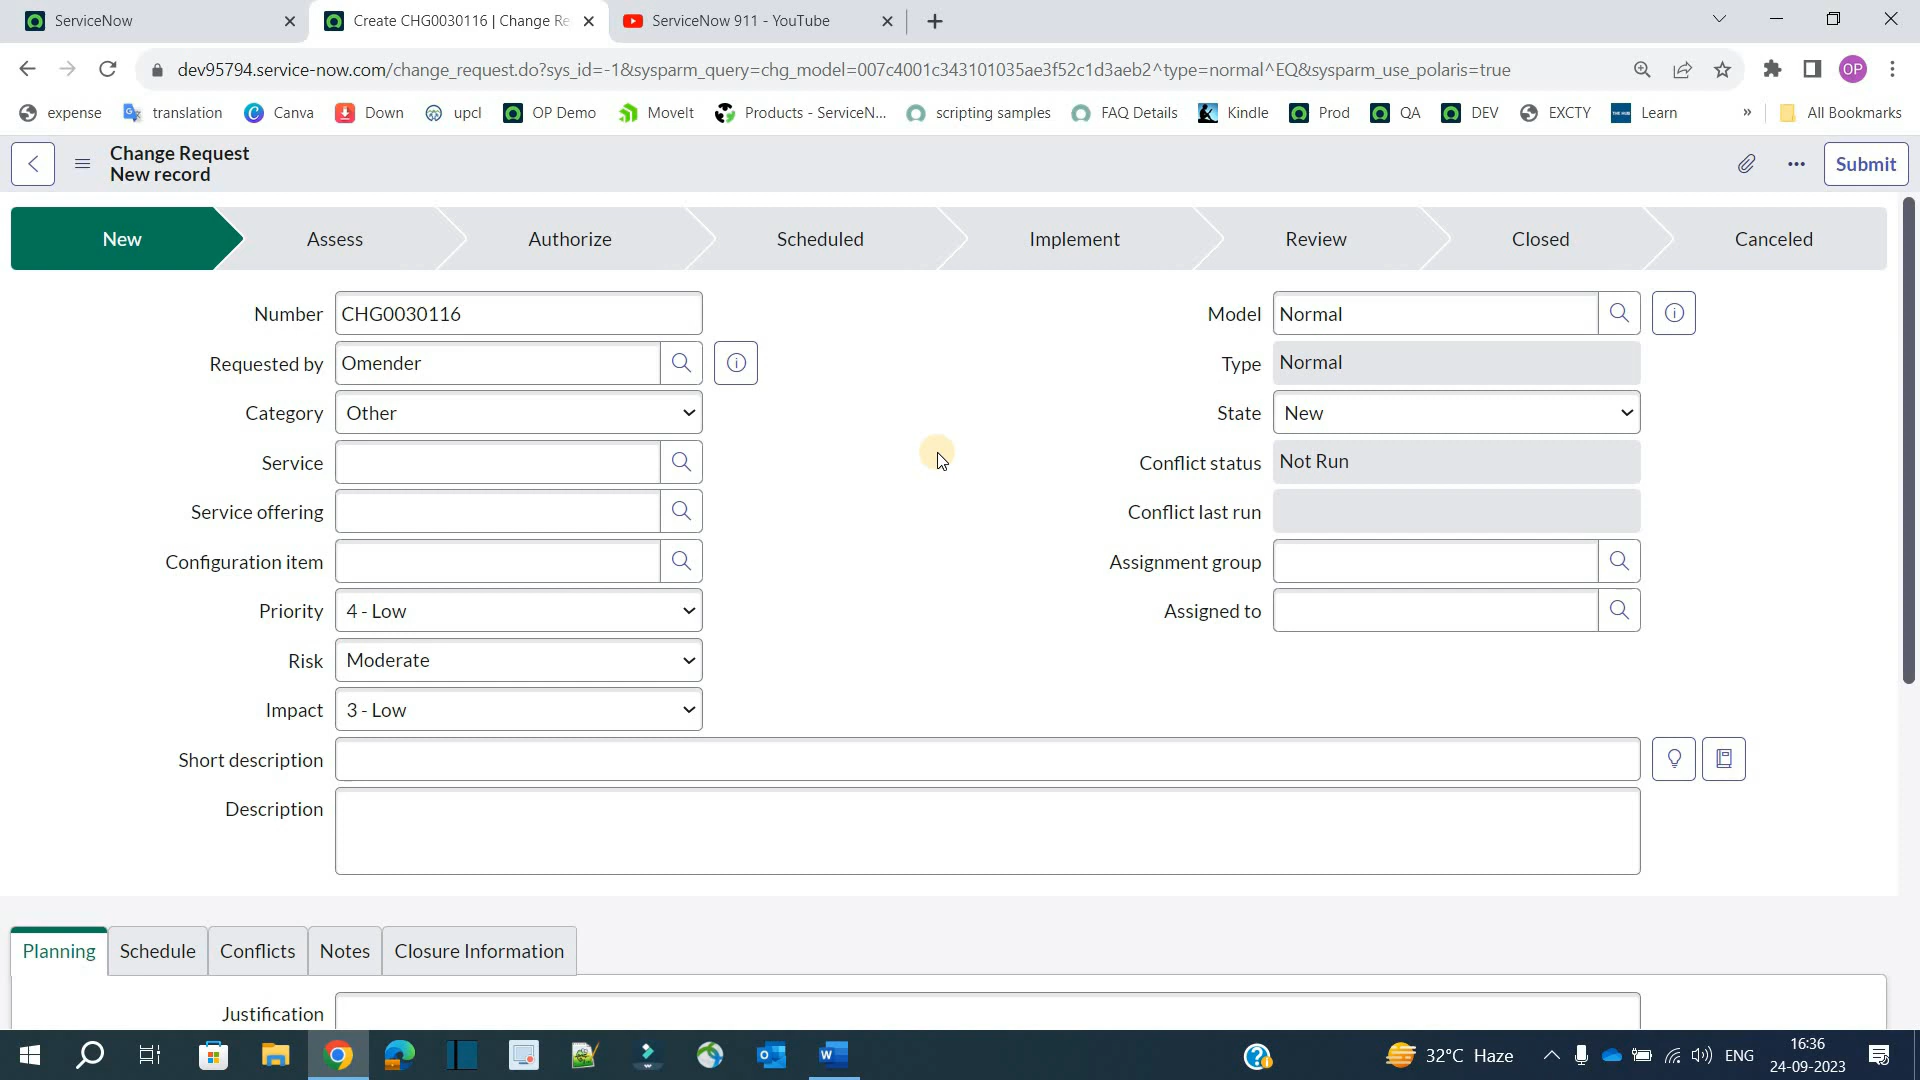 ServiceNow
Create CHG0030116 | Change Re
ServiceNow 911 - YouTube
dev95794.service-now.com/change_request.do?sys_id=-1&sysparm_query=chg_model=007c4001c343101035ae3f52c1d3aeb2^type=normal^EQ&sysparm_use_polaris=true
OP
expense
translation
Canva
Down
upcl
OP Demo
MoveIt
Products - ServiceN...
scripting samples
FAQ Details
Kindle
Prod
QA
DEV
EXCTY
Learn
»
All Bookmarks
Change Request
New record
Submit
New
Assess
Authorize
Scheduled
Implement
Review
Closed
Canceled
Number CHG0030116
Model Normal
Requested by Omender
Type Normal
Category Other
State New
Service
Conflict status Not Run
Service offering
Conflict last run
Configuration item
Assignment group
Priority 4 - Low
Assigned to
Risk Moderate
Impact 3 - Low
Short description
Description
Planning
Schedule
Conflicts
Notes
Closure Information
Justification
32°C Haze
ENG
16:36
24-09-2023